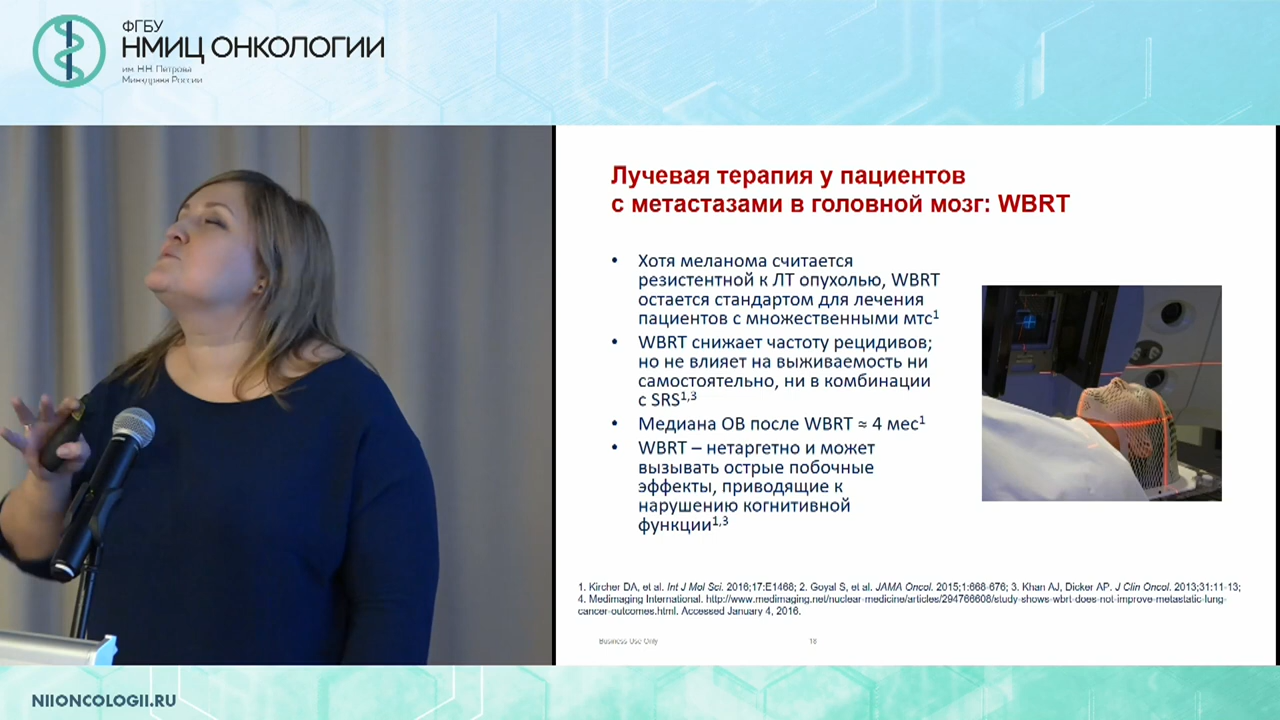 ФГБУ
НМИЦ ОНКОЛОГИИ
им. Н.Н. Петрова
Минздрава России
Лучевая терапия у пациентов
с метастазами в головной мозг: WBRT
• Хотя меланома считается
резистентной к ЛТ опухолью, WBRT
остается стандартом для лечения
пациентов с множественными мтс1
• WBRT снижает частоту рецидивов;
но не влияет на выживаемость ни
самостоятельно, ни в комбинации
с SRS1,3
• Медиана ОВ после WBRT ≈ 4 мес1
• WBRT – нетаргетно и может
вызывать острые побочные
эффекты, приводящие к
нарушению когнитивной
функции1,3
1. Kircher DA, et al. Int J Mol Sci. 2016;17:E1468; 2. Goyal S, et al. JAMA Oncol. 2015;1:668-676; 3. Khan AJ, Dicker AP. J Clin Oncol. 2013;31:11-13;
4. Medimaging International. http://www.medimaging.net/nuclear-medicine/articles/294766608/study-shows-wbrt-does-not-improve-metastatic-lung-
cancer-outcomes.html. Accessed January 4, 2016.
Business Use Only
18
NIIONCOLOGII.RU